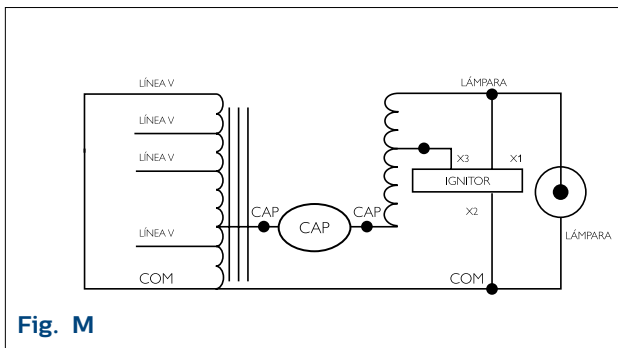 LÍNEA V
LÁMPARA
LÍNEA V
LÍNEA V
X3
X1
IGNITOR
CAP
CAP
CAP
X2
LÍNEA V
LÁMPARA
COM
COM
Fig. M